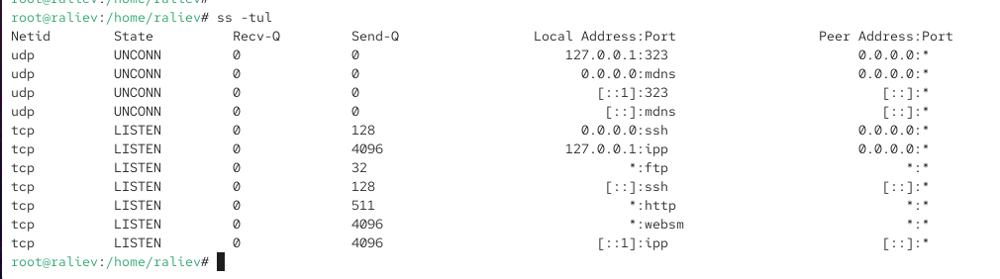 root@raliev:/home/raliev#
root@raliev:/home/raliev# ss -tul
Netid State Recv-Q Send-Q Local Address:Port Peer Address:Port
udp UNCONN 0 0 127.0.0.1:323 0.0.0.0:*
udp UNCONN 0 0 0.0.0.0:mdns 0.0.0.0:*
udp UNCONN 0 0 [::1]:323 [::]:*
udp UNCONN 0 0 [::]:mdns [::]:*
tcp LISTEN 0 128 0.0.0.0:ssh 0.0.0.0:*
tcp LISTEN 0 4096 127.0.0.1:ipp 0.0.0.0:*
tcp LISTEN 0 32 *:ftp *:*
tcp LISTEN 0 128 [::]:ssh [::]:*
tcp LISTEN 0 511 *:http *:*
tcp LISTEN 0 4096 *:websm *:*
tcp LISTEN 0 4096 [::1]:ipp [::]:*
root@raliev:/home/raliev#